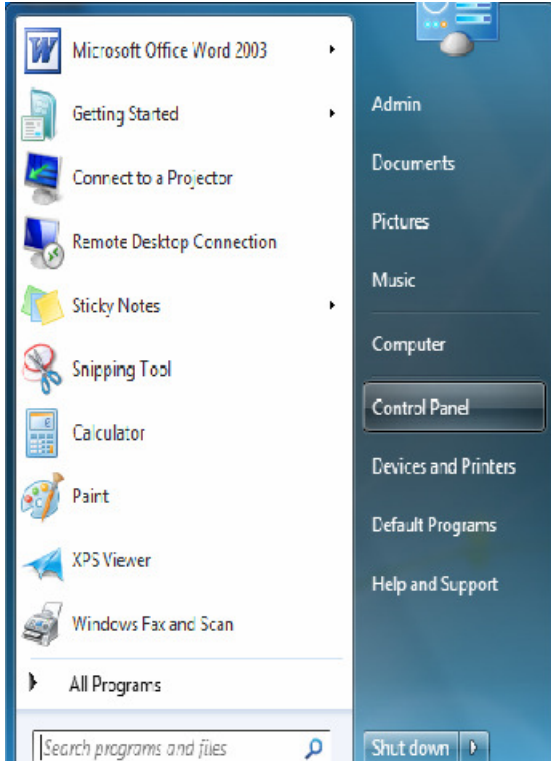 Microsoft Office Word 2003
Getting Started
Connect to a Projector
Remote Desktop Connection
Sticky Notes
Snipping Tool
Calculator
Paint
XPS Viewer
Windows Fax and Scan
All Programs
Search programs and files
Admin
Documents
Pictures
Music
Computer
Control Panel
Devices and Printers
Default Programs
Help and Support
Shut down